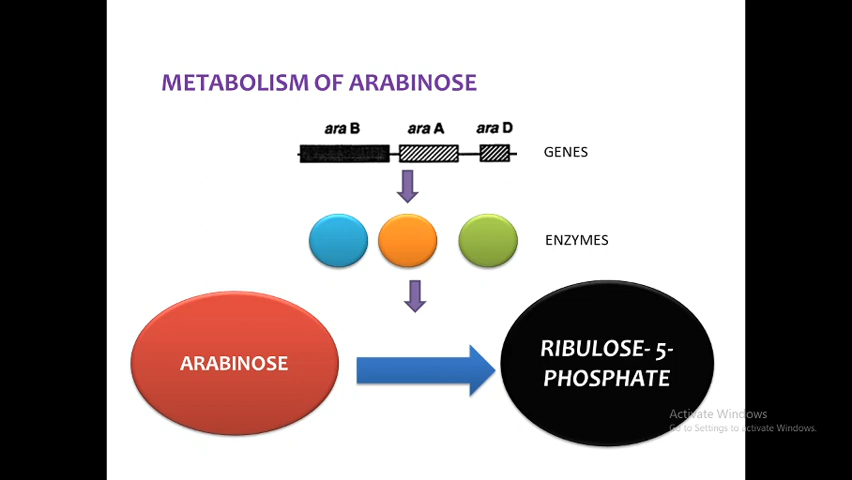 METABOLISM OF ARABINOSE
ara B ara A ara D
GENES
ENZYMES
ARABINOSE
RIBULOSE- 5-
PHOSPHATE
Activate Windows
Go to Settings to activate Windows.